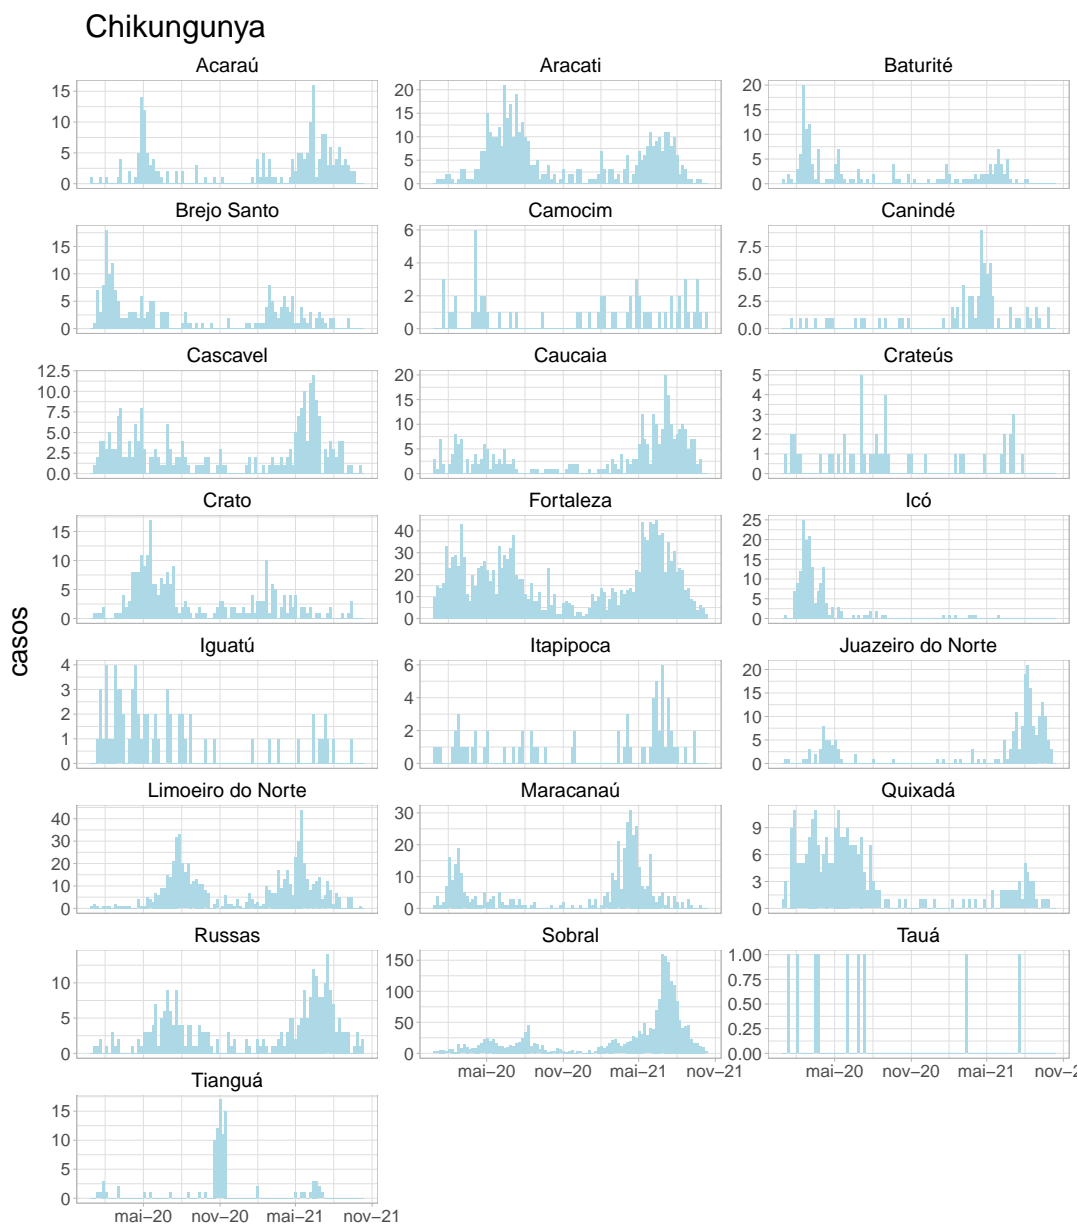 Chikungunya
Acaraú Aracati Baturité
15 10 5 0
20 15 10 5 0
20 15 10 5 0
Brejo Santo Camocim Canindé
15 10 5 0
6 4 2 0
7.5 5.0 2.5 0.0
Cascavel Caucaia Crateús
12.5 10.0 7.5 5.0 2.5 0.0
20 15 10 5 0
5 4 3 2 1 0
Crato Fortaleza Icó
15 10 5 0
40 30 20 10 0
25 20 15 10 5 0
casos
Iguatú Itapipoca Juazeiro do Norte
4 3 2 1 0
6 4 2 0
20 15 10 5 0
Limoeiro do Norte Maracanaú Quixadá
40 30 20 10 0
30 20 10 0
9 6 3 0
Russas Sobral Tauá
10 5 0
150 100 50 0
1.00 0.75 0.50 0.25 0.00
mai–20 nov–20 mai–21 nov–21
mai–20 nov–20 mai–21 nov–2
Tianguá
15 10 5 0
mai–20 nov–20 mai–21 nov–21